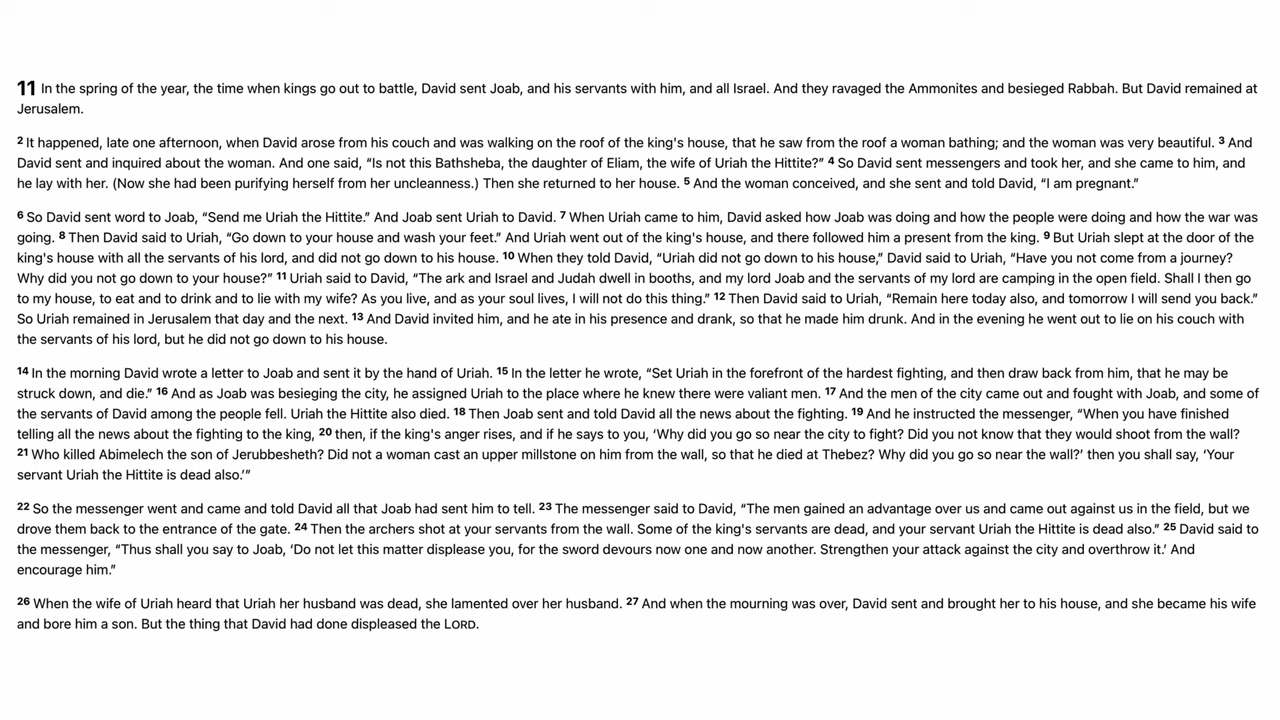 11 In the spring of the year, the time when kings go out to battle, David sent Joab, and his servants with him, and all Israel. And they ravaged the Ammonites and besieged Rabbah. But David remained at
Jerusalem.
2 It happened, late one afternoon, when David arose from his couch and was walking on the roof of the king's house, that he saw from the roof a woman bathing; and the woman was very beautiful. 3 And
David sent and inquired about the woman. And one said, “Is not this Bathsheba, the daughter of Eliam, the wife of Uriah the Hittite?” 4 So David sent messengers and took her, and she came to him, and
he lay with her. (Now she had been purifying herself from her uncleanness.) Then she returned to her house. 5 And the woman conceived, and she sent and told David, “I am pregnant.”
6 So David sent word to Joab, “Send me Uriah the Hittite.” And Joab sent Uriah to David. 7 When Uriah came to him, David asked how Joab was doing and how the people were doing and how the war was
going. 8 Then David said to Uriah, “Go down to your house and wash your feet.” And Uriah went out of the king's house, and there followed him a present from the king. 9 But Uriah slept at the door of the
king's house with all the servants of his lord, and did not go down to his house. 10 When they told David, “Uriah did not go down to his house,” David said to Uriah, “Have you not come from a journey?
Why did you not go down to your house?” 11 Uriah said to David, “The ark and Israel and Judah dwell in booths, and my lord Joab and the servants of my lord are camping in the open field. Shall I then go
to my house, to eat and to drink and to lie with my wife? As you live, and as your soul lives, I will not do this thing.” 12 Then David said to Uriah, “Remain here today also, and tomorrow I will send you back.”
So Uriah remained in Jerusalem that day and the next. 13 And David invited him, and he ate in his presence and drank, so that he made him drunk. And in the evening he went out to lie on his couch with
the servants of his lord, but he did not go down to his house.
14 In the morning David wrote a letter to Joab and sent it by the hand of Uriah. 15 In the letter he wrote, “Set Uriah in the forefront of the hardest fighting, and then draw back from him, that he may be
struck down, and die.” 16 And as Joab was besieging the city, he assigned Uriah to the place where he knew there were valiant men. 17 And the men of the city came out and fought with Joab, and some of
the servants of David among the people fell. Uriah the Hittite also died. 18 Then Joab sent and told David all the news about the fighting. 19 And he instructed the messenger, “When you have finished
telling all the news about the fighting to the king, 20 then, if the king's anger rises, and if he says to you, ‘Why did you go so near the city to fight? Did you not know that they would shoot from the wall?
21 Who killed Abimelech the son of Jerubbesheth? Did not a woman cast an upper millstone on him from the wall, so that he died at Thebez? Why did you go so near the wall?’ then you shall say, ‘Your
servant Uriah the Hittite is dead also.’”
22 So the messenger went and came and told David all that Joab had sent him to tell. 23 The messenger said to David, “The men gained an advantage over us and came out against us in the field, but we
drove them back to the entrance of the gate. 24 Then the archers shot at your servants from the wall. Some of the king's servants are dead, and your servant Uriah the Hittite is dead also.” 25 David said to
the messenger, “Thus shall you say to Joab, ‘Do not let this matter displease you, for the sword devours now one and now another. Strengthen your attack against the city and overthrow it.’ And
encourage him.”
26 When the wife of Uriah heard that Uriah her husband was dead, she lamented over her husband. 27 And when the mourning was over, David sent and brought her to his house, and she became his wife
and bore him a son. But the thing that David had done displeased the LORD.